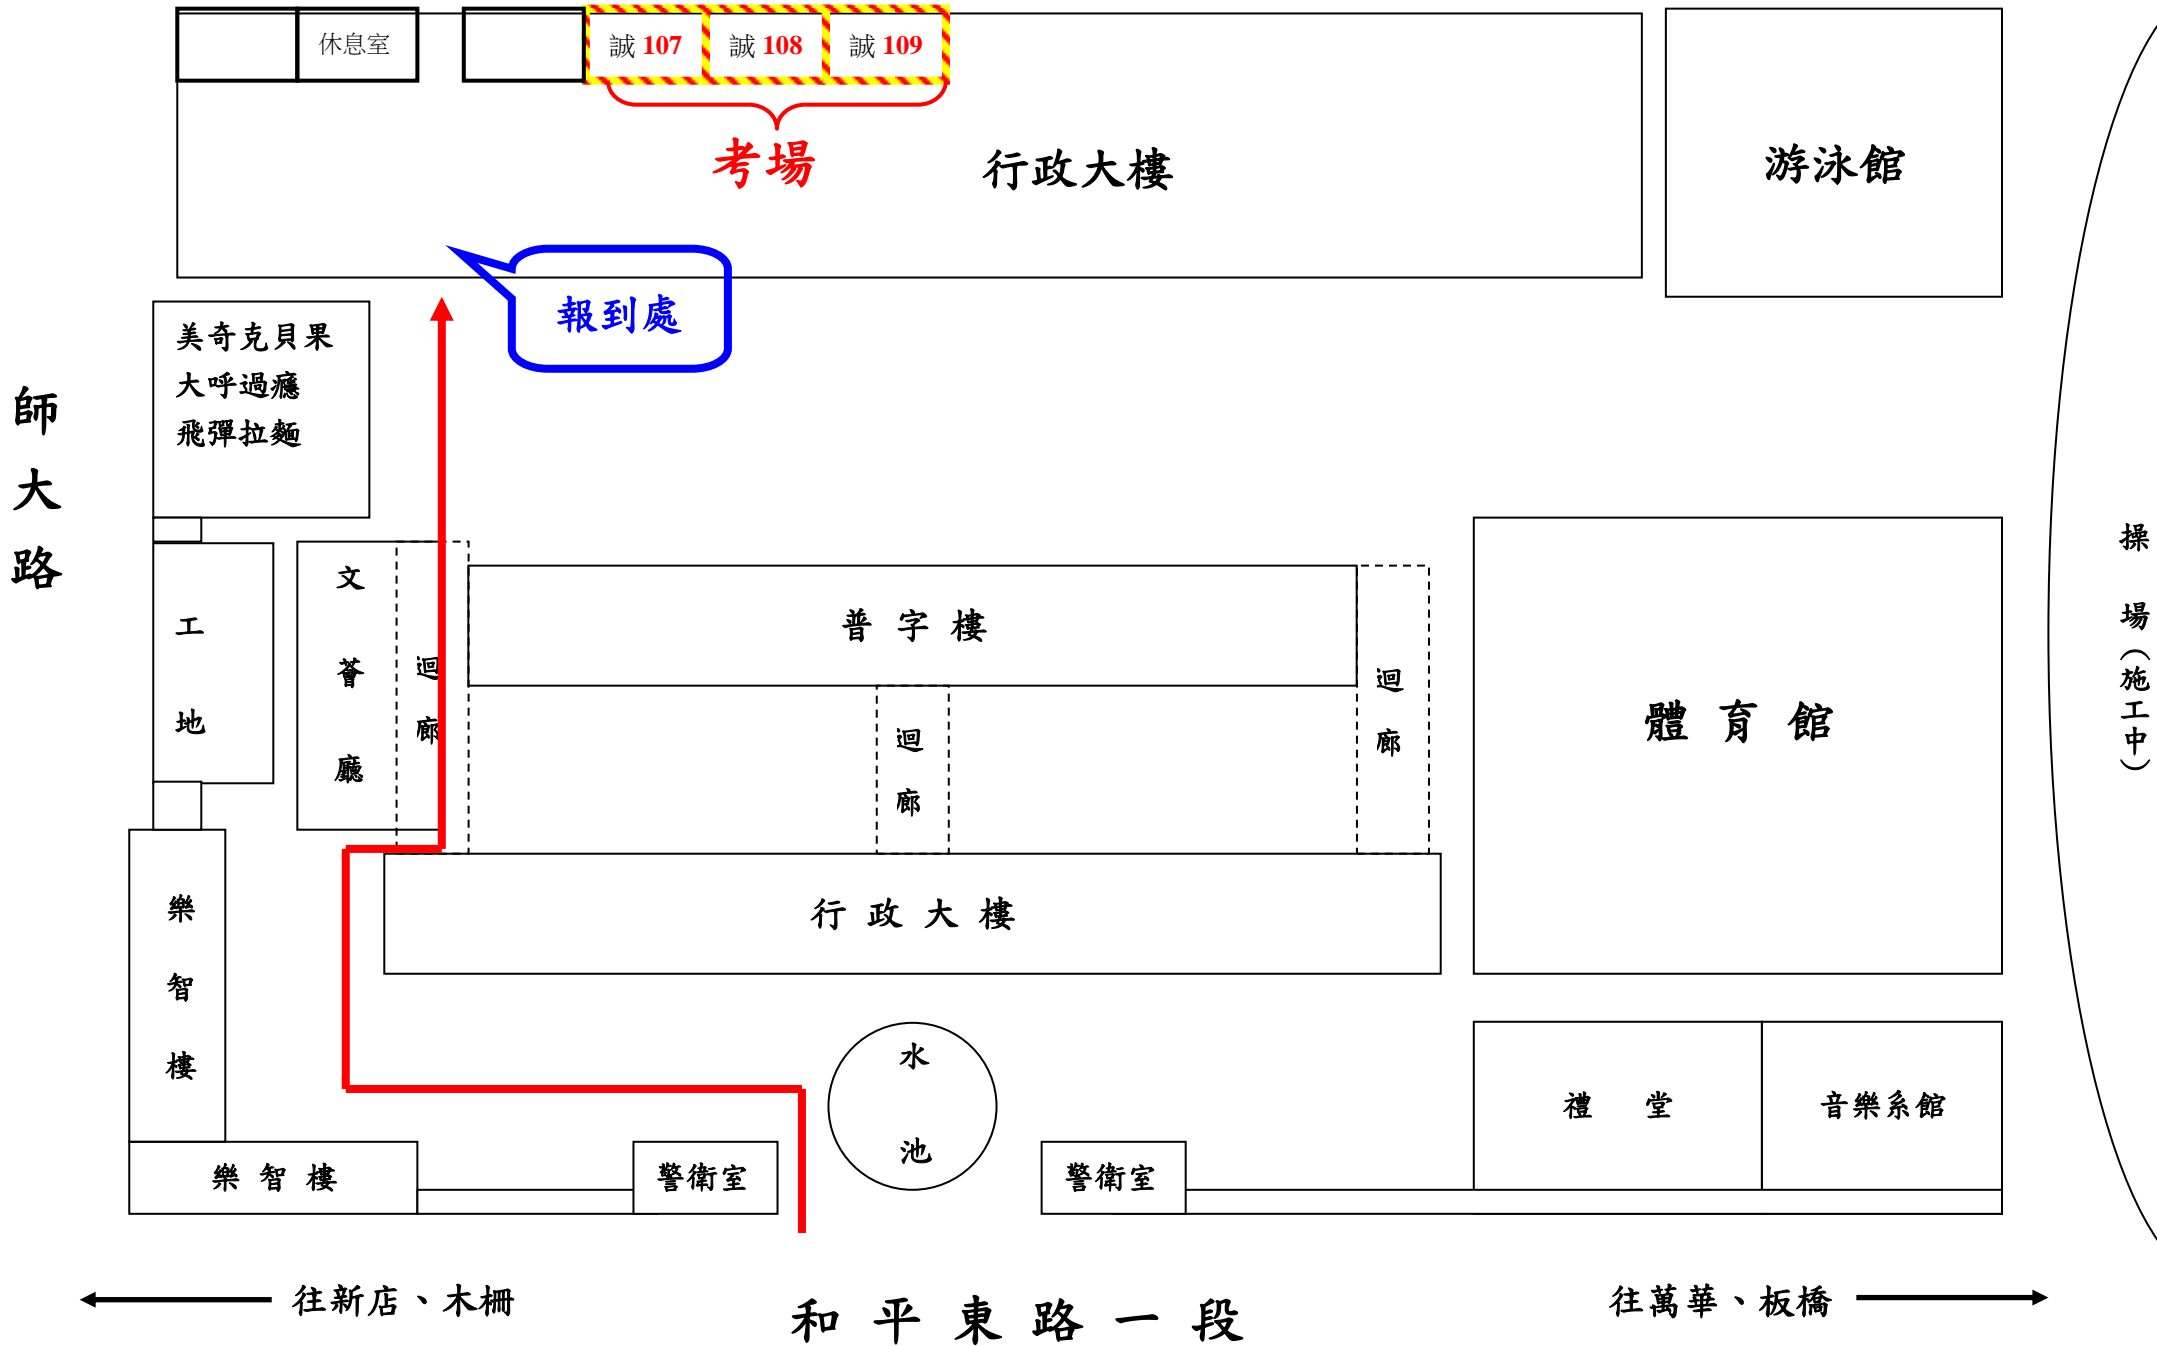 休息室
誠 107
誠 108
誠 109
考場
行政大樓
游泳館
報到處
美奇克貝果
大呼過癮
飛彈拉麵
師大路
工地
文薈廳
迴廊
普字樓
迴廊
迴廊
體育館
操場(施工中)
行政大樓
樂智樓
水池
禮堂
音樂系館
樂智樓
警衛室
警衛室
往新店、木柵
和平東路一段
往萬華、板橋